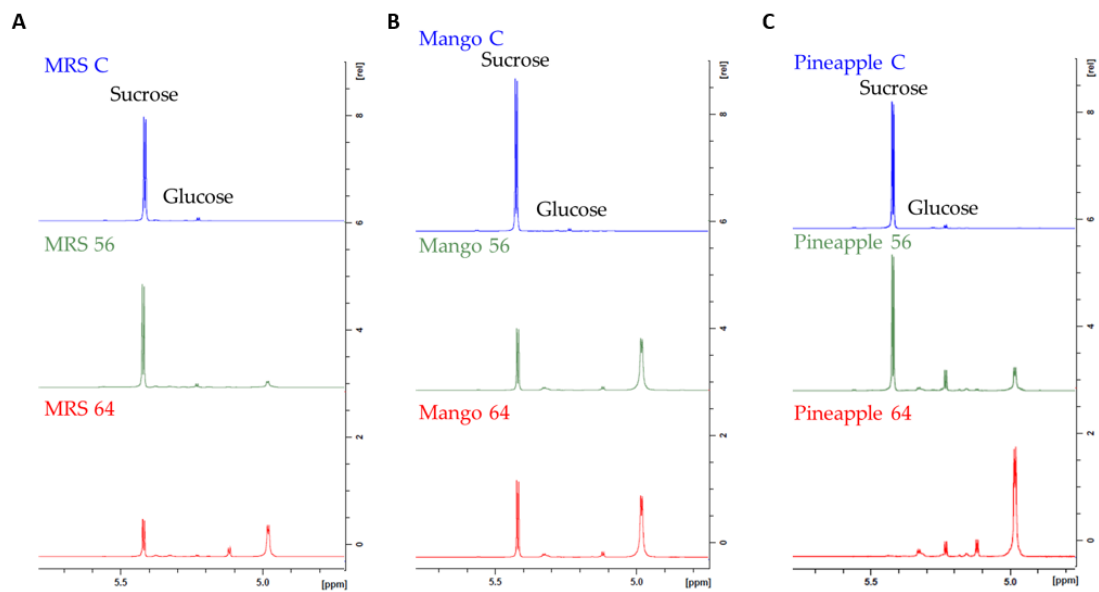 A
MRS C
Sucrose
Glucose
MRS 56
MRS 64
[rel]
8
6
4
2
0
5.5
5.0
[ppm]
B
Mango C
Sucrose
Glucose
Mango 56
Mango 64
[rel]
8
6
4
2
0
5.5
5.0
[ppm]
C
Pineapple C
Sucrose
Glucose
Pineapple 56
Pineapple 64
[rel]
8
6
4
2
0
5.5
5.0
[ppm]